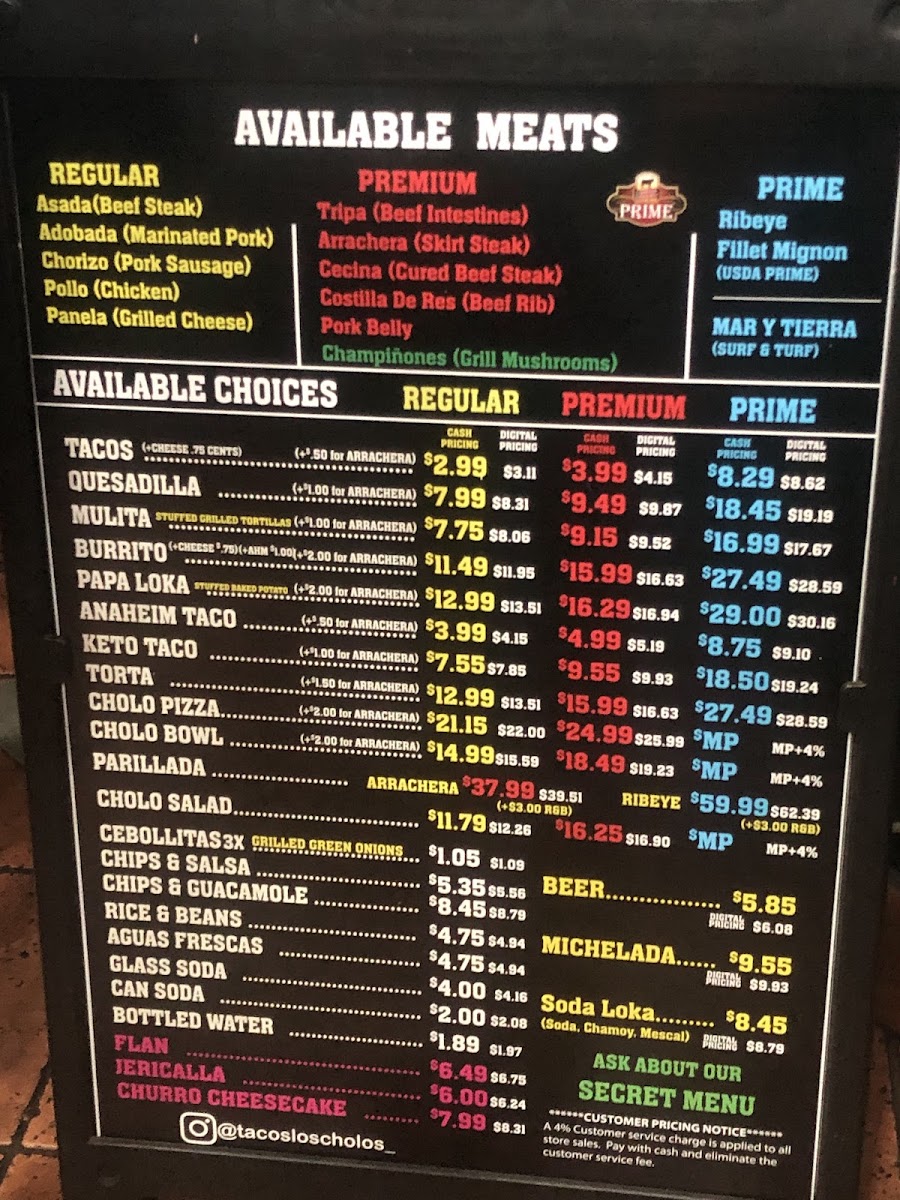 AVAILABLE MEATS
REGULAR
Asada(Beef Steak)
Adobada (Marinated Pork)
Chorizo (Pork Sausage)
Pollo (Chicken)
Panela (Grilled Cheese)
PREMIUM
Tripa (Beef Intestines)
Arrachera (Skirt Steak)
Cecina (Cured Beef Steak)
Costilla De Res (Beef Rib)
Pork Belly
Champiñones (Grill Mushrooms)
PRIME
PRIME
Ribeye
Fillet Mignon
(USDA PRIME)
MAR Y TIERRA
(SURF & TURF)
AVAILABLE CHOICES REGULAR PREMIUM PRIME
CASH PRICING DIGITAL PRICING CASH PRICING DIGITAL PRICING CASH PRICING DIGITAL PRICING
TACOS (+CHEESE .75 CENTS) (+$.50 for ARRACHERA) $2.99 $3.11 $3.99 $4.15 $8.29 $8.62
QUESADILLA (+$1.00 for ARRACHERA) $7.99 $8.31 $9.49 $9.87 $18.45 $19.19
MULITA STUFFED GRILLED TORTILLAS (+$1.00 for ARRACHERA) $7.75 $8.06 $9.15 $9.52 $16.99 $17.67
BURRITO (+CHEESE $.75)(+AHM $1.00)(+$2.00 for ARRACHERA) $11.49 $11.95 $15.99 $16.63 $27.49 $28.59
PAPA LOKA STUFFED BAKED POTATO (+$2.00 for ARRACHERA) $12.99 $13.51 $16.29 $16.94 $29.00 $30.16
ANAHEIM TACO (+$.50 for ARRACHERA) $3.99 $4.15 $4.99 $5.19 $8.75 $9.10
KETO TACO (+$1.00 for ARRACHERA) $7.55 $7.85 $9.55 $9.93 $18.50 $19.24
TORTA (+$1.50 for ARRACHERA) $12.99 $13.51 $15.99 $16.63 $27.49 $28.59
CHOLO PIZZA (+$2.00 for ARRACHERA) $21.15 $22.00 $24.99 $25.99 $MP MP+4%
CHOLO BOWL (+$2.00 for ARRACHERA) $14.99 $15.59 $18.49 $19.23 $MP MP+4%
PARILLADA ARRACHERA $37.99 $39.51 (+$3.00 R&B) RIBEYE $59.99 $62.39 (+$3.00 R&B)
CHOLO SALAD $11.79 $12.26 $16.25 $16.90 $MP MP+4%
CEBOLLITAS 3X GRILLED GREEN ONIONS $1.05 $1.09
CHIPS & SALSA $5.35 $5.56
CHIPS & GUACAMOLE $8.45 $8.79
RICE & BEANS $4.75 $4.94
AGUAS FRESCAS $4.75 $4.94
GLASS SODA $4.00 $4.16
CAN SODA $2.00 $2.08
BOTTLED WATER $1.89 $1.97
FLAN $6.49 $6.75
JERICALLA $6.00 $6.24
CHURRO CHEESECAKE $7.99 $8.31
@tacosloscholos_
BEER $5.85
DIGITAL PRICING $6.08
MICHELADA $9.55
DIGITAL PRICING $9.93
Soda Loka $8.45
(Soda, Chamoy, Mescal) DIGITAL PRICING $8.79
ASK ABOUT OUR
SECRET MENU
******CUSTOMER PRICING NOTICE******
A 4% Customer service charge is applied to all
store sales. Pay with cash and eliminate the
customer service fee.